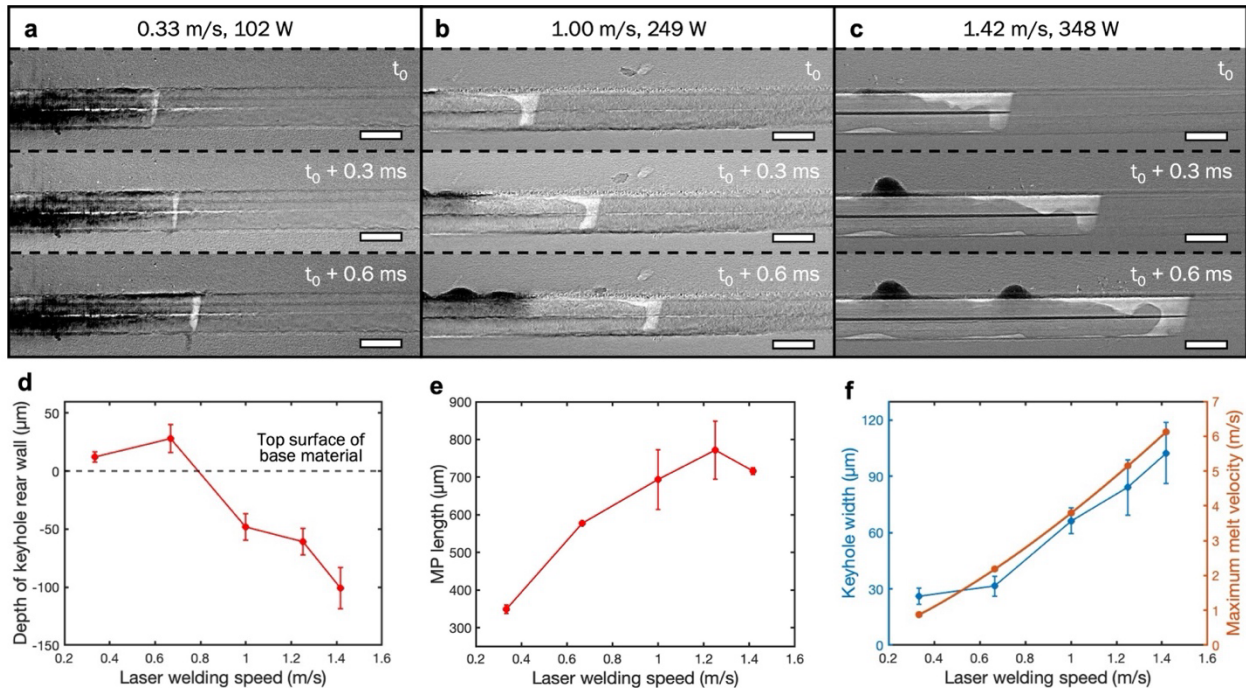 a
0.33 m/s, 102 W
t0
t0 + 0.3 ms
t0 + 0.6 ms
b
1.00 m/s, 249 W
t0
t0 + 0.3 ms
t0 + 0.6 ms
c
1.42 m/s, 348 W
t0
t0 + 0.3 ms
t0 + 0.6 ms
d
Depth of keyhole rear wall (µm)
50
0
-50
-100
-150
Top surface of
base material
0.2 0.4 0.6 0.8 1 1.2 1.4 1.6
Laser welding speed (m/s)
e
MP length (µm)
900
800
700
600
500
400
300
0.2 0.4 0.6 0.8 1 1.2 1.4 1.6
Laser welding speed (m/s)
f
Keyhole width (µm)
120
90
60
30
0
Maximum melt velocity (m/s)
7
6
5
4
3
2
1
0
0.2 0.4 0.6 0.8 1 1.2 1.4 1.6
Laser welding speed (m/s)